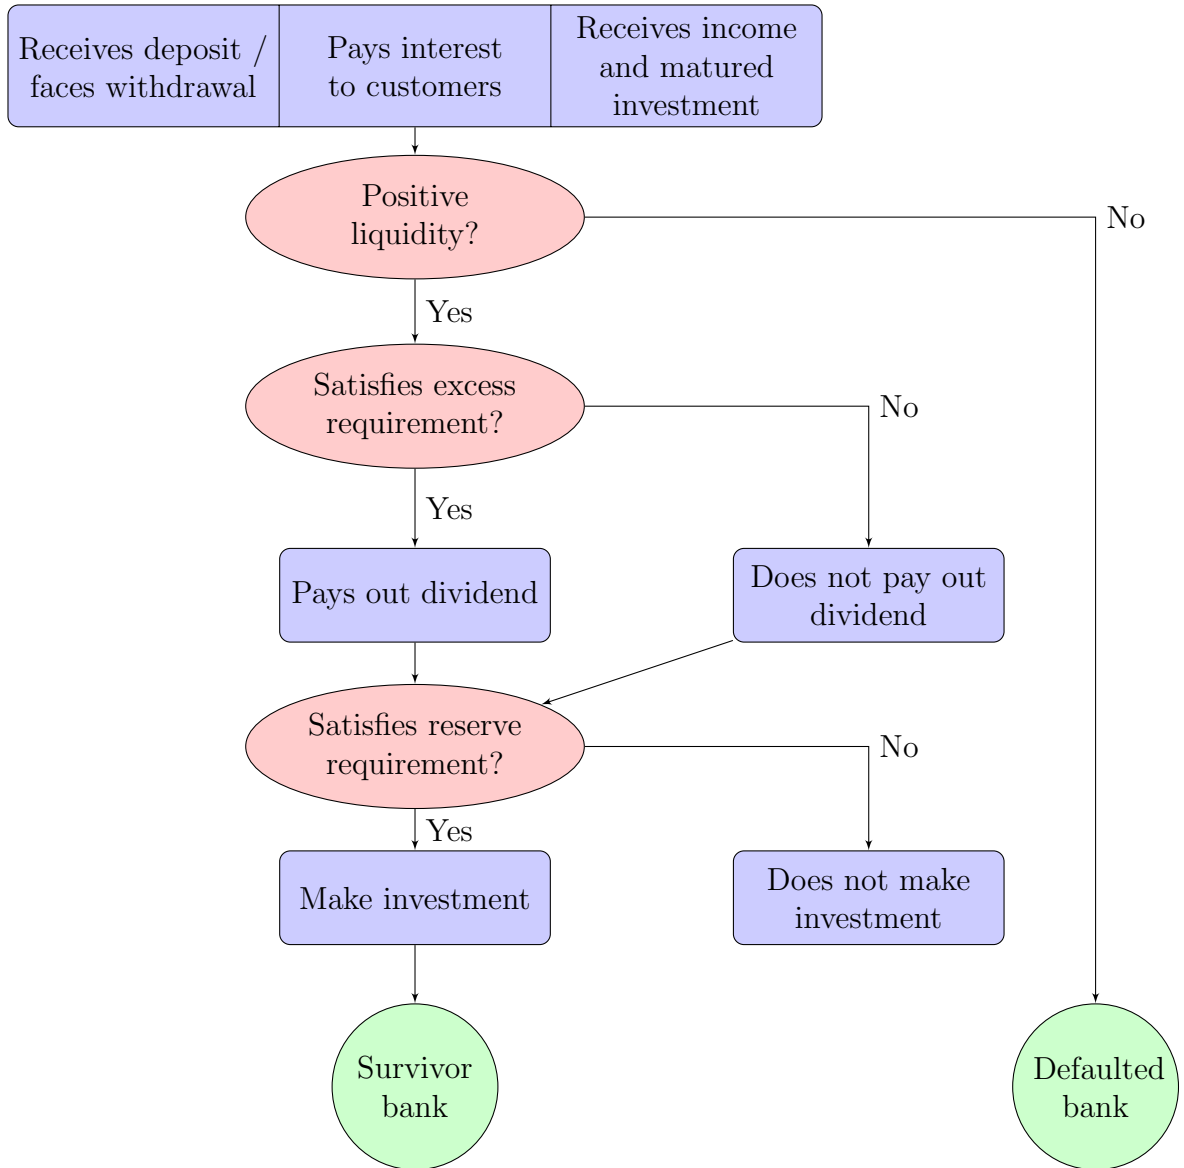 Receives deposit /
faces withdrawal
Pays interest
to customers
Receives income
and matured
investment
Positive
liquidity?
No
Yes
Satisfies excess
requirement?
No
Yes
Pays out dividend
Does not pay out
dividend
Satisfies reserve
requirement?
No
Yes
Make investment
Does not make
investment
Survivor
bank
Defaulted
bank